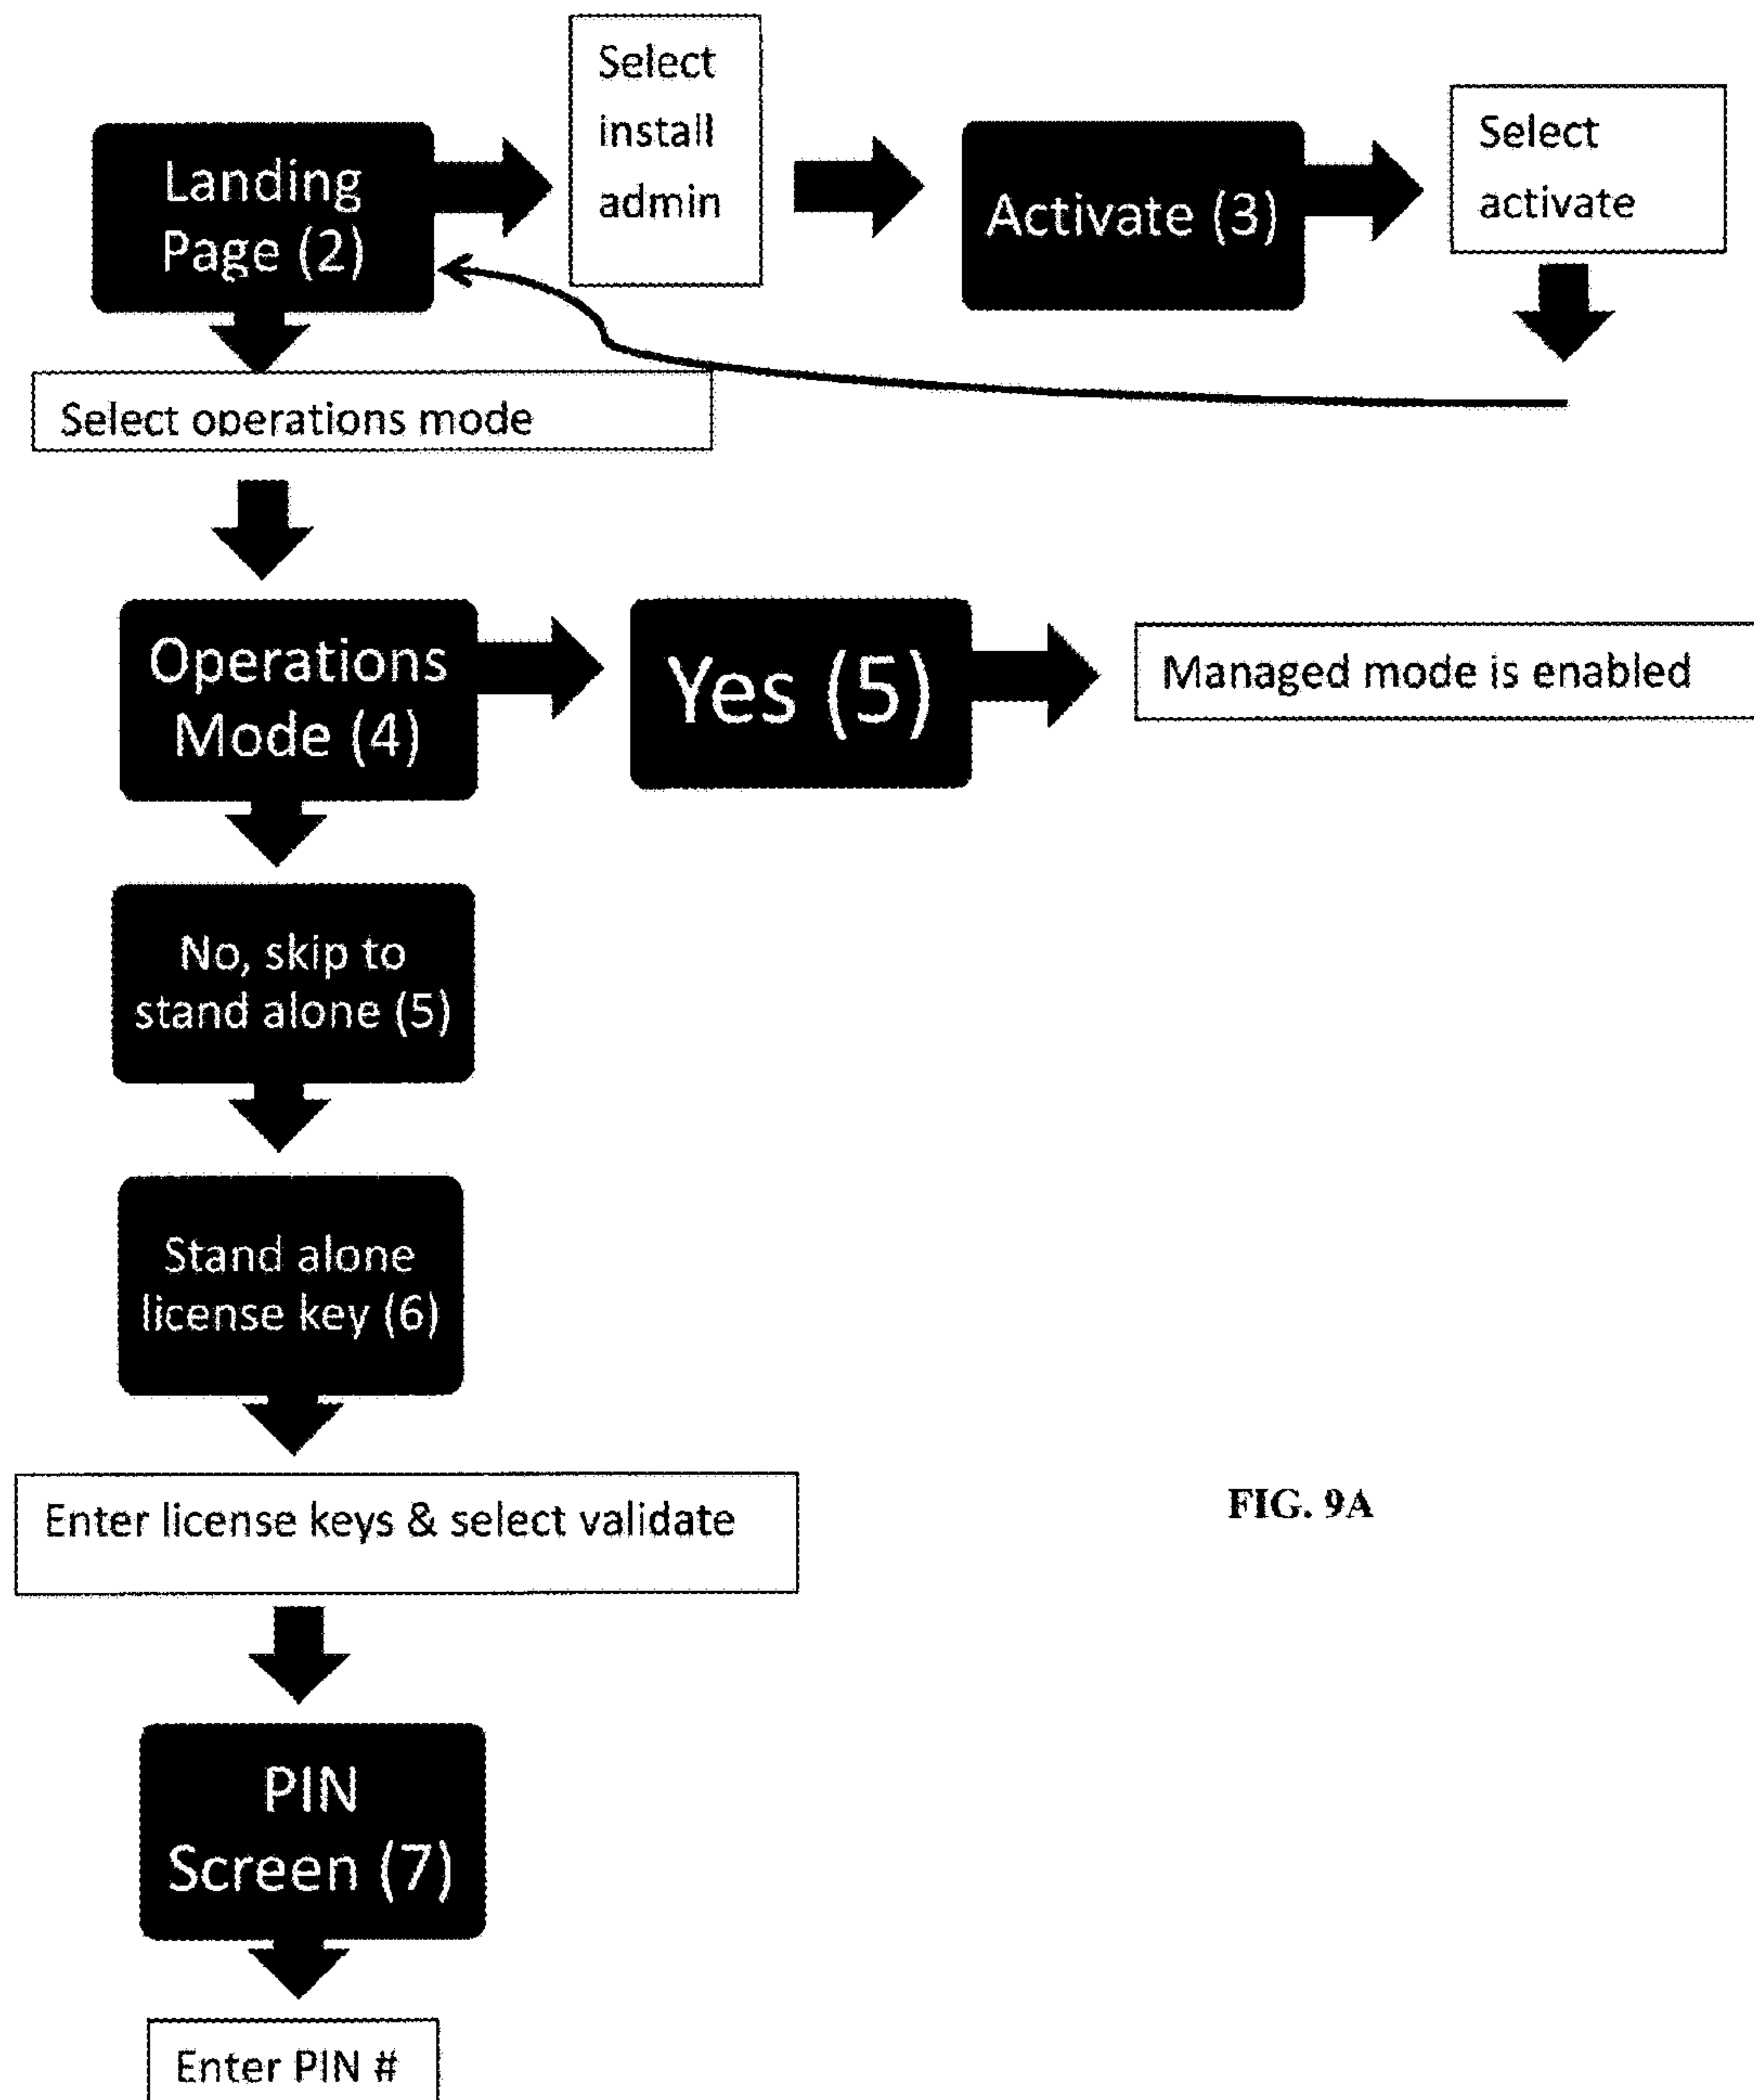 Select
install
admin
Landing
Page (2)
Activate (3)
Select
activate
Select operations mode
Operations
Mode (4)
Yes (5)
Managed mode is enabled
No, skip to
stand alone (5)
Stand alone
license key (6)
Enter license keys & select validate
FIG. 9A
PIN
Screen (7)
Enter PIN #